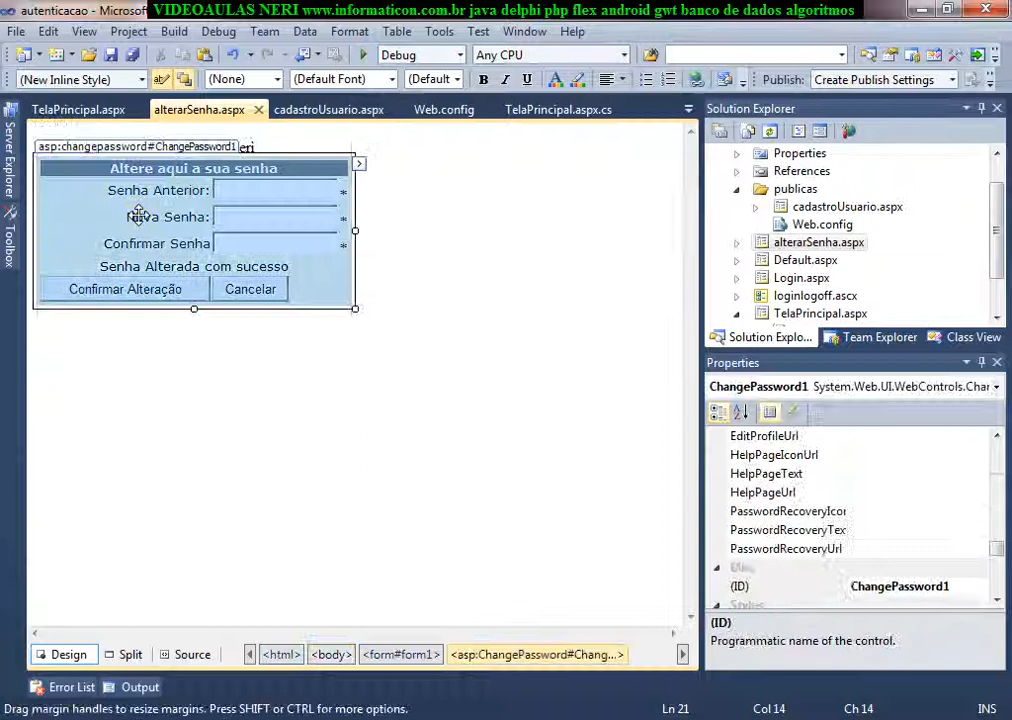 autenticacao - Microsoft
VIDEOAULAS NERI www.informaticon.com.br java delphi php flex android gwt banco de dados algoritmos
File Edit View Project Build Debug Team Data Format Table Tools Test Window Help
Debug Any CPU
(New Inline Style) (None) (Default Font) (Default B I U A Publish: Create Publish Settings
TelaPrincipal.aspx alterarSenha.aspx cadastroUsuario.aspx Web.config TelaPrincipal.aspx.cs
Server Explorer
Toolbox
asp:changepassword#ChangePassword1 eri
Altere aqui a sua senha
Senha Anterior: *
Nova Senha: *
Confirmar Senha *
Senha Alterada com sucesso
Confirmar Alteração Cancelar
Solution Explorer
Properties
References
publicas
cadastroUsuario.aspx
Web.config
alterarSenha.aspx
Default.aspx
Login.aspx
loginlogoff.ascx
TelaPrincipal.aspx
Solution Explo... Team Explorer Class View
Properties
ChangePassword1 System.Web.UI.WebControls.Char
EditProfileUrl
HelpPageIconUrl
HelpPageText
HelpPageUrl
PasswordRecoveryIcor
PasswordRecoveryTex
PasswordRecoveryUrl
(ID) ChangePassword1
Styles
(ID)
Programmatic name of the control.
Design Split Source <html> <body> <form#form1> <asp:ChangePassword#Chang...>
Error List Output
Drag margin handles to resize margins. Press SHIFT or CTRL for more options. Ln 21 Col 14 Ch 14 INS